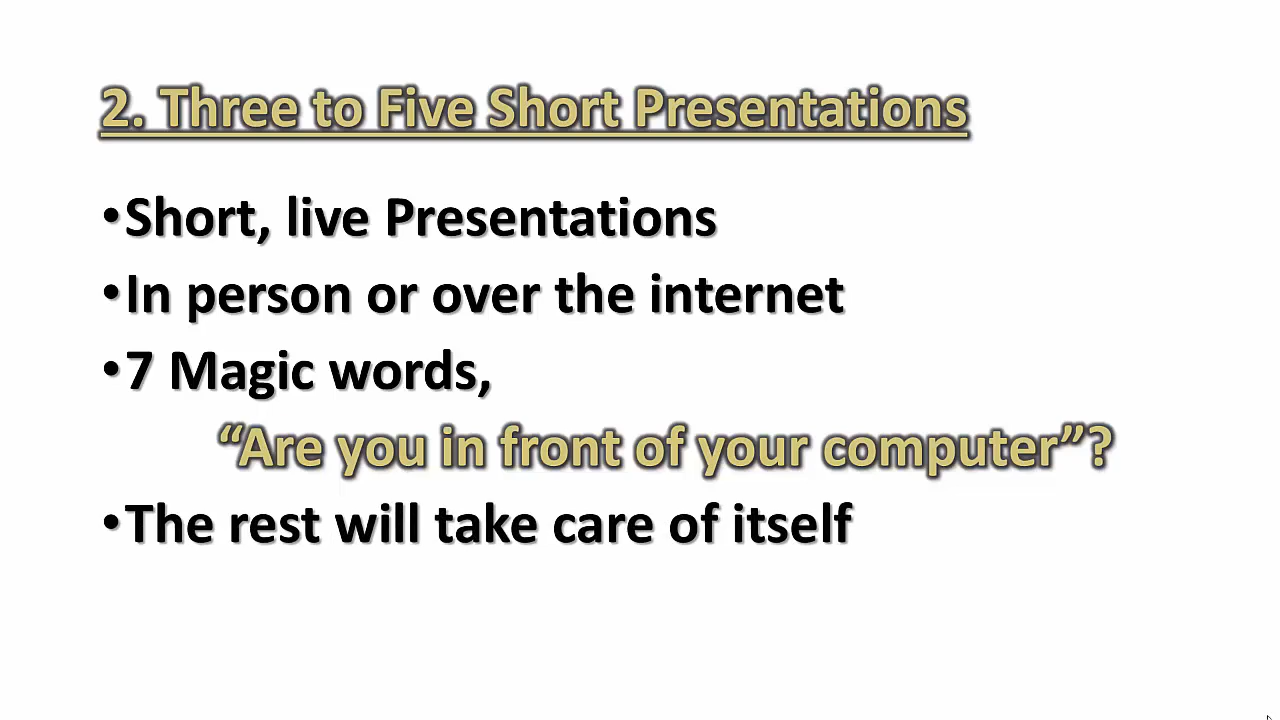 2. Three to Five Short Presentations
•Short, live Presentations
•In person or over the internet
•7 Magic words,
“Are you in front of your computer”?
•The rest will take care of itself